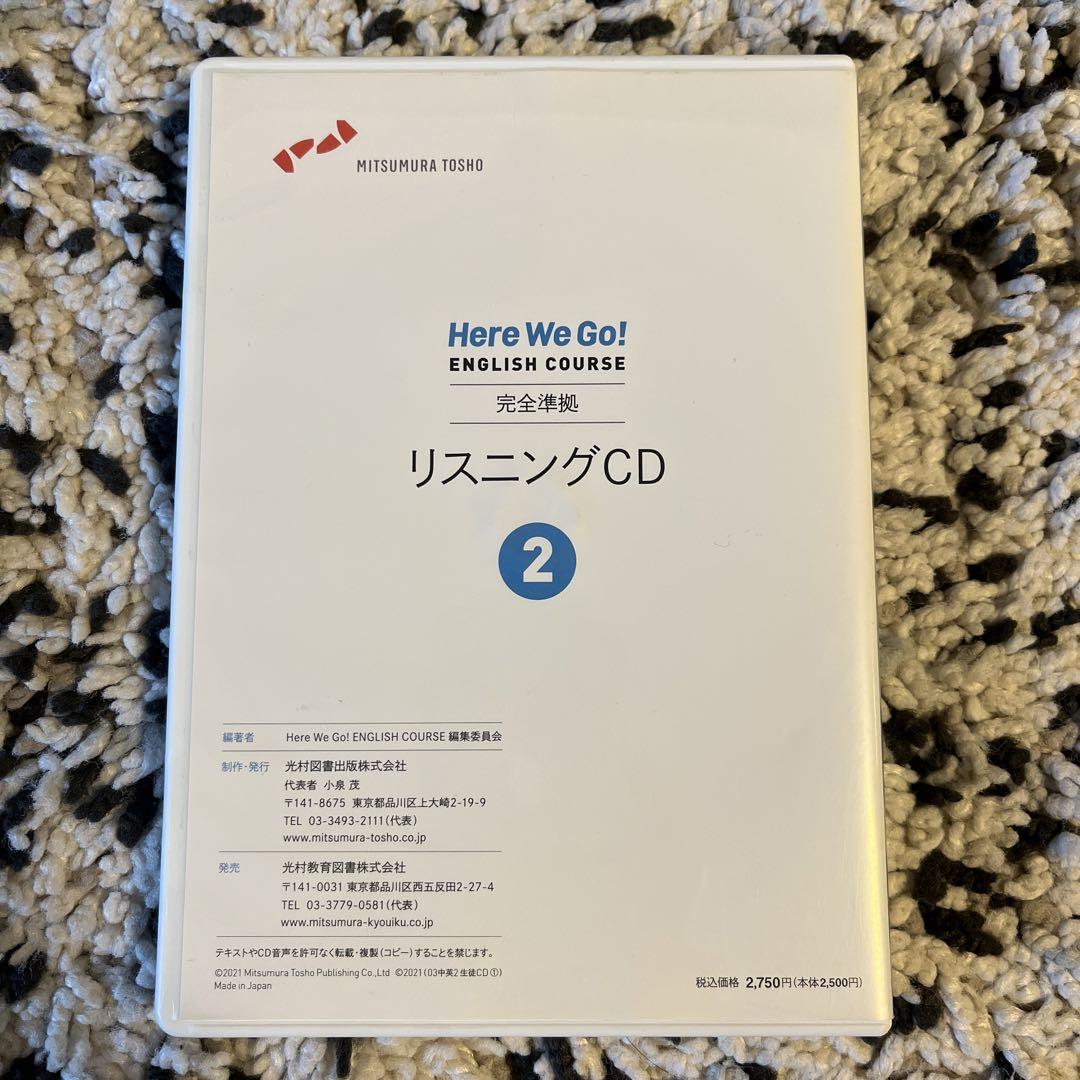 MITSUMURA TOSHO
Here We Go!
ENGLISH COURSE
完全準拠
リスニングCD
2
編著者 Here We Go! ENGLISH COURSE 編集委員会
制作・発行 光村図書出版株式会社
代表者 小泉 茂
〒141-8675 東京都品川区上大崎2-19-9
TEL 03-3493-2111(代表)
www.mitsumura-tosho.co.jp
発売 光村教育図書株式会社
〒141-0031 東京都品川区西五反田2-27-4
TEL 03-3779-0581(代表)
www.mitsumura-kyouiku.co.jp
テキストやCD音声を許可なく転載・複製(コピー)することを禁じます。
©2021 Mitsumura Tosho Publishing Co.,Ltd ©2021(03中英2 生徒CD①)
Made in Japan
税込価格 2,750円(本体2,500円)